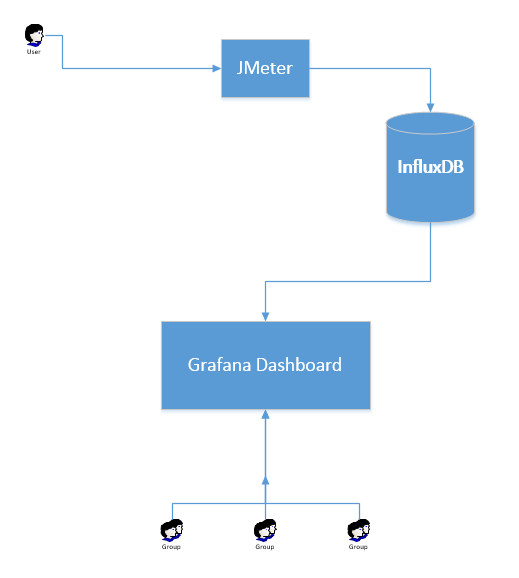 User
JMeter
InfluxDB
Grafana Dashboard
Group
Group
Group